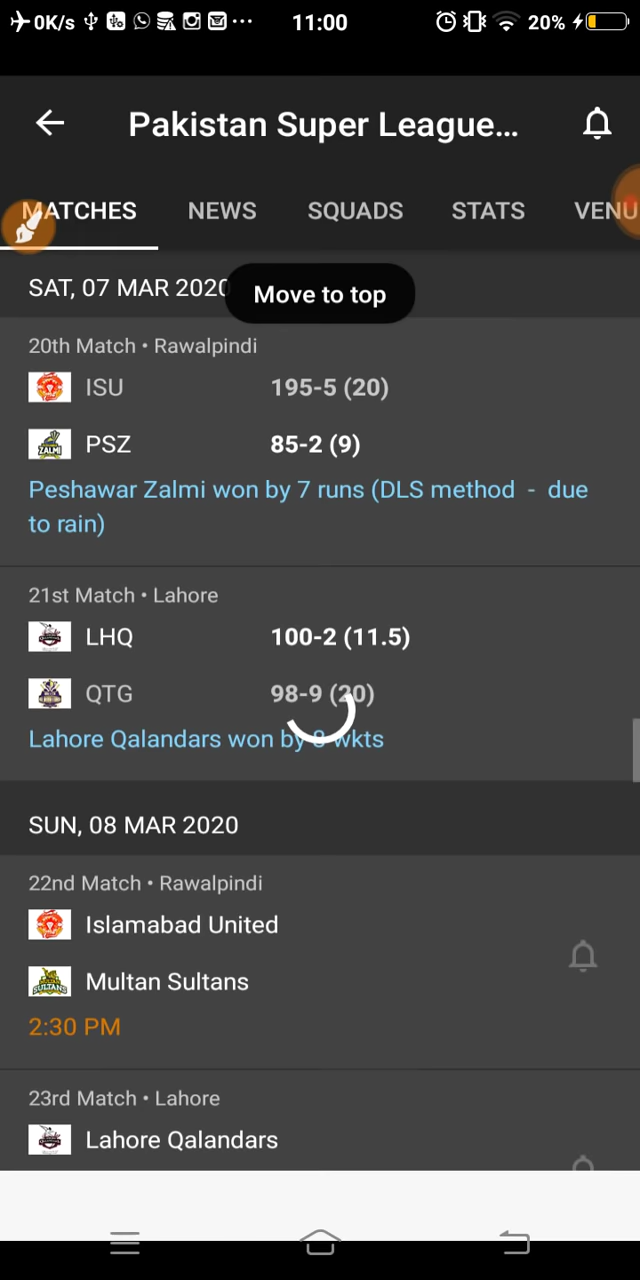 0K/s 11:00 20%
Pakistan Super League...
MATCHES NEWS SQUADS STATS VENU
SAT, 07 MAR 2020
Move to top
20th Match • Rawalpindi
ISU 195-5 (20)
PSZ 85-2 (9)
Peshawar Zalmi won by 7 runs (DLS method - due
to rain)
21st Match • Lahore
LHQ 100-2 (11.5)
QTG 98-9 (20)
Lahore Qalandars won by 8 wkts
SUN, 08 MAR 2020
22nd Match • Rawalpindi
Islamabad United
Multan Sultans
2:30 PM
23rd Match • Lahore
Lahore Qalandars